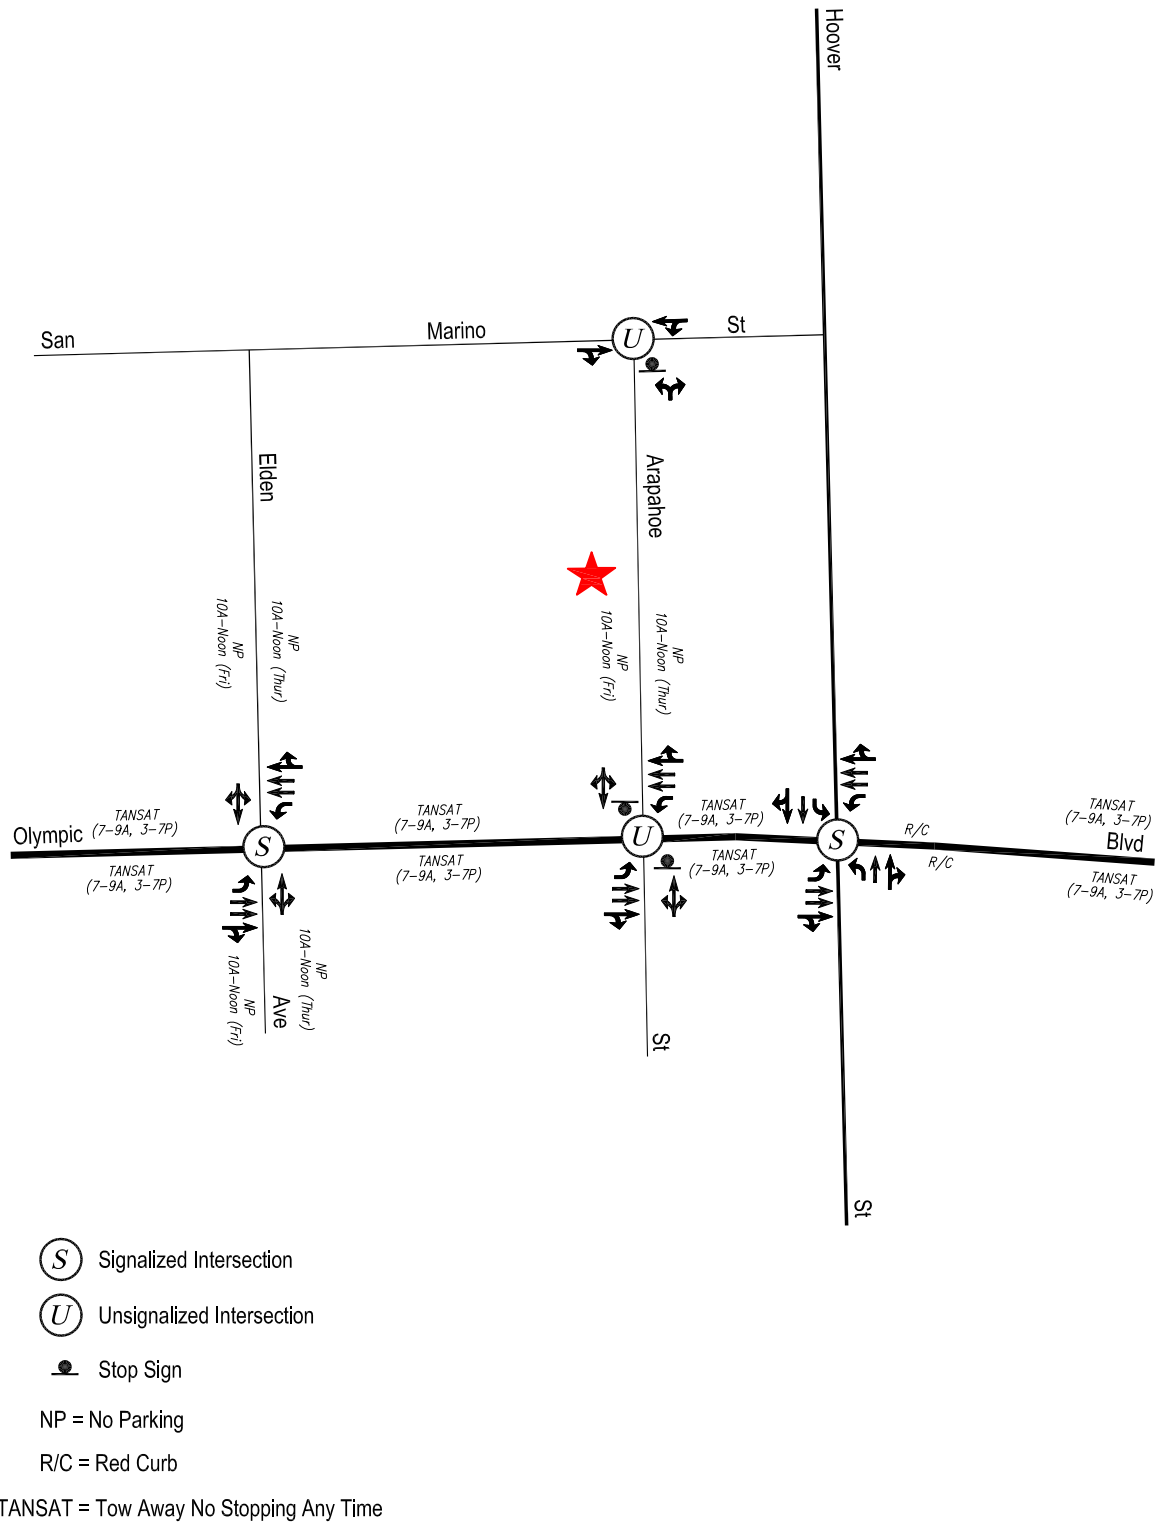 Hoover
San
Marino
St
U
Elden
Arapahoe
NP
10A-Noon (Fri)
NP
10A-Noon (Thur)
NP
10A-Noon (Fri)
NP
10A-Noon (Thur)
Olympic
TANSAT
(7-9A, 3-7P)
TANSAT
(7-9A, 3-7P)
TANSAT
(7-9A, 3-7P)
R/C
TANSAT
(7-9A, 3-7P)
Blvd
S
U
S
TANSAT
(7-9A, 3-7P)
TANSAT
(7-9A, 3-7P)
TANSAT
(7-9A, 3-7P)
R/C
TANSAT
(7-9A, 3-7P)
NP
10A-Noon (Fri)
NP
10A-Noon (Thur)
Ave
St
St
S Signalized Intersection
U Unsignalized Intersection
Stop Sign
NP = No Parking
R/C = Red Curb
TANSAT = Tow Away No Stopping Any Time